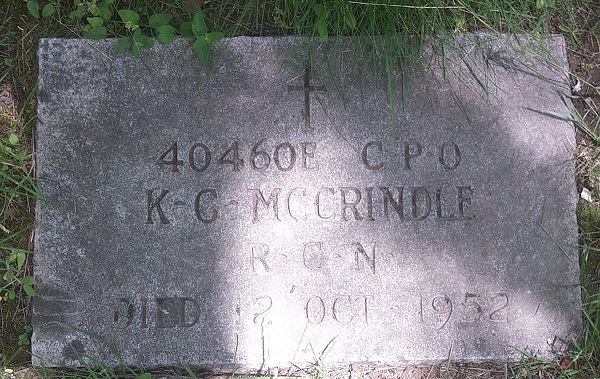 40460E C·P·O
K·G·MCCRINDLE
R·C·N
DIED 12 OCT 1952